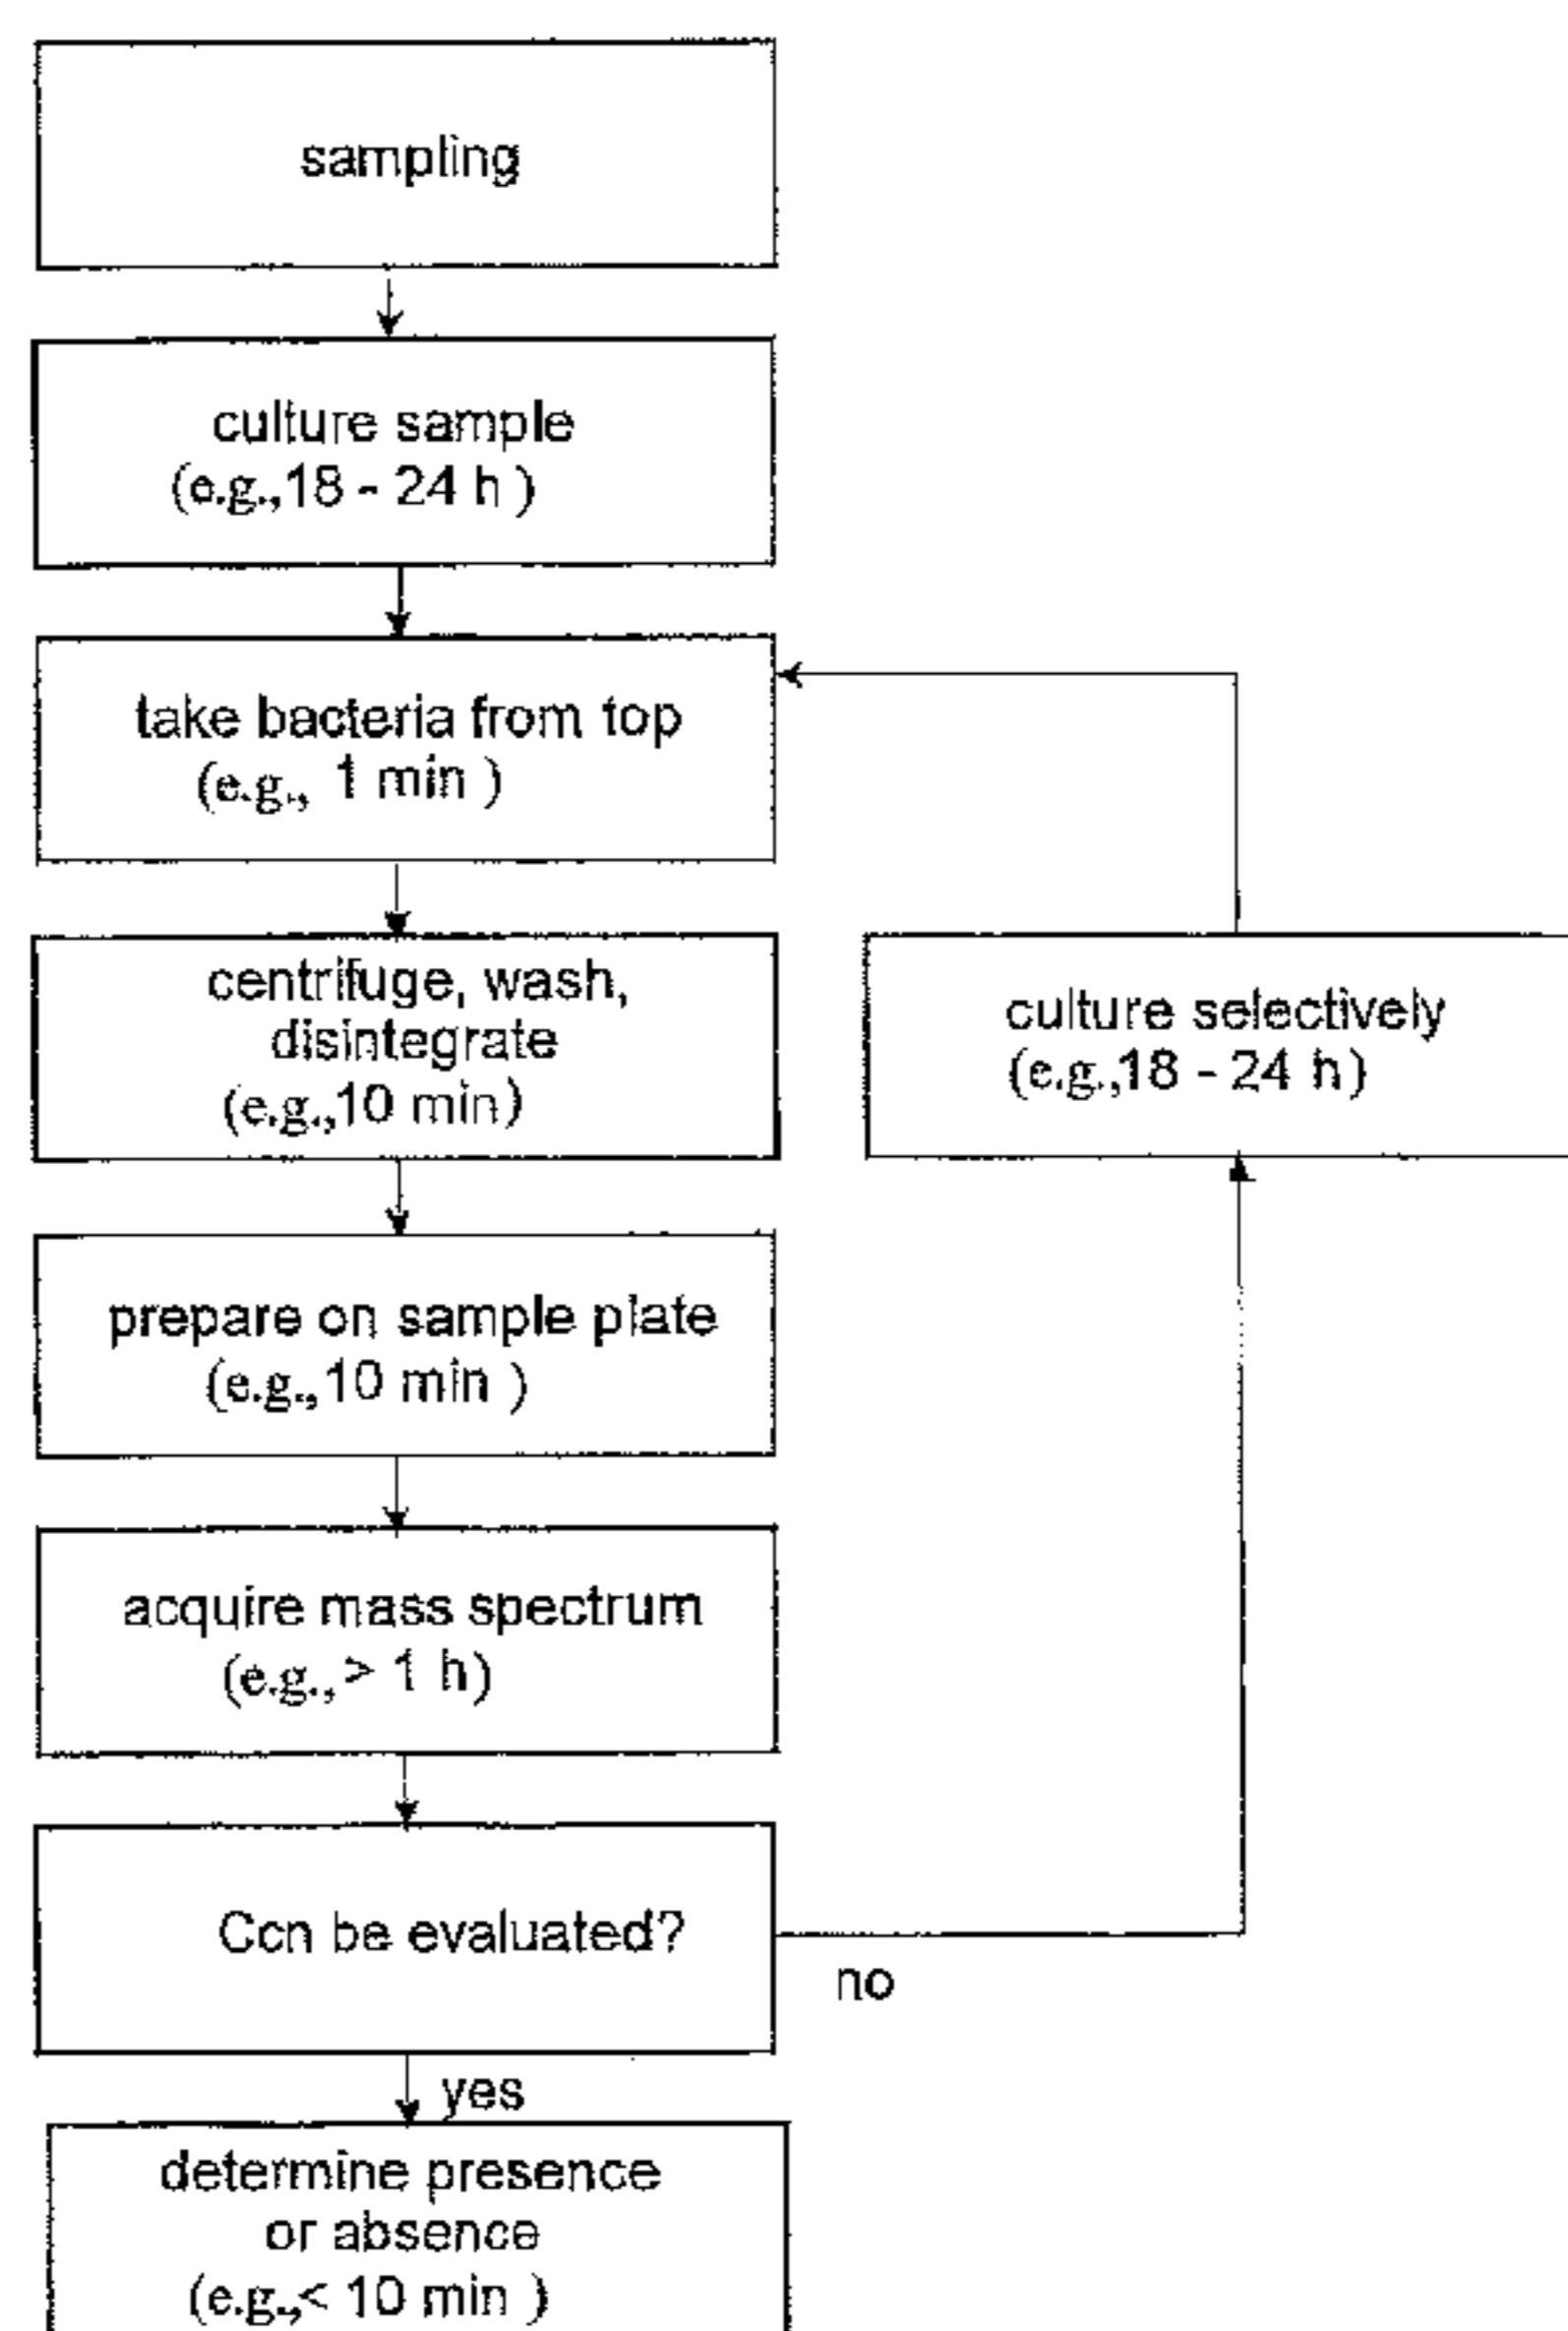 sampling
culture sample
(e.g.,18 - 24 h )
take bacteria from top
(e.g., 1 min )
centrifuge, wash,
disintegrate
(e.g.,10 min)
culture selectively
(e.g.,18 - 24 h)
prepare on sample plate
(e.g.,10 min )
acquire mass spectrum
(e.g.,> 1 h)
Ccn be evaluated?
no
yes
determine presence
or absence
(e.g.,< 10 min )